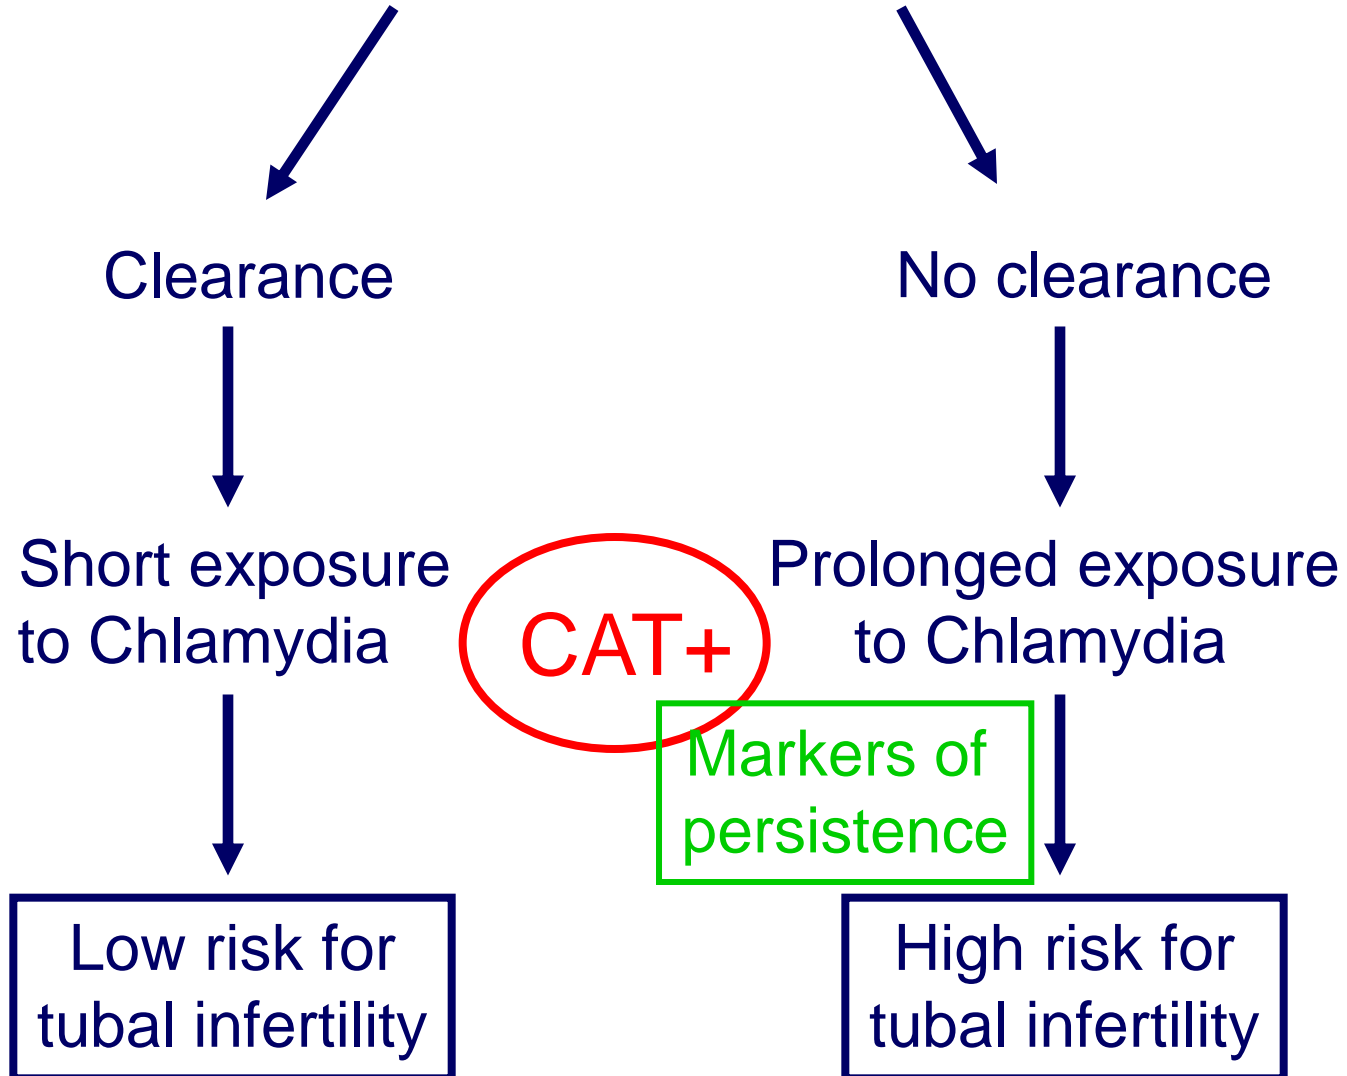 Clearance
No clearance
Short exposure
to Chlamydia
CAT+
Prolonged exposure
to Chlamydia
Markers of
persistence
Low risk for
tubal infertility
High risk for
tubal infertility